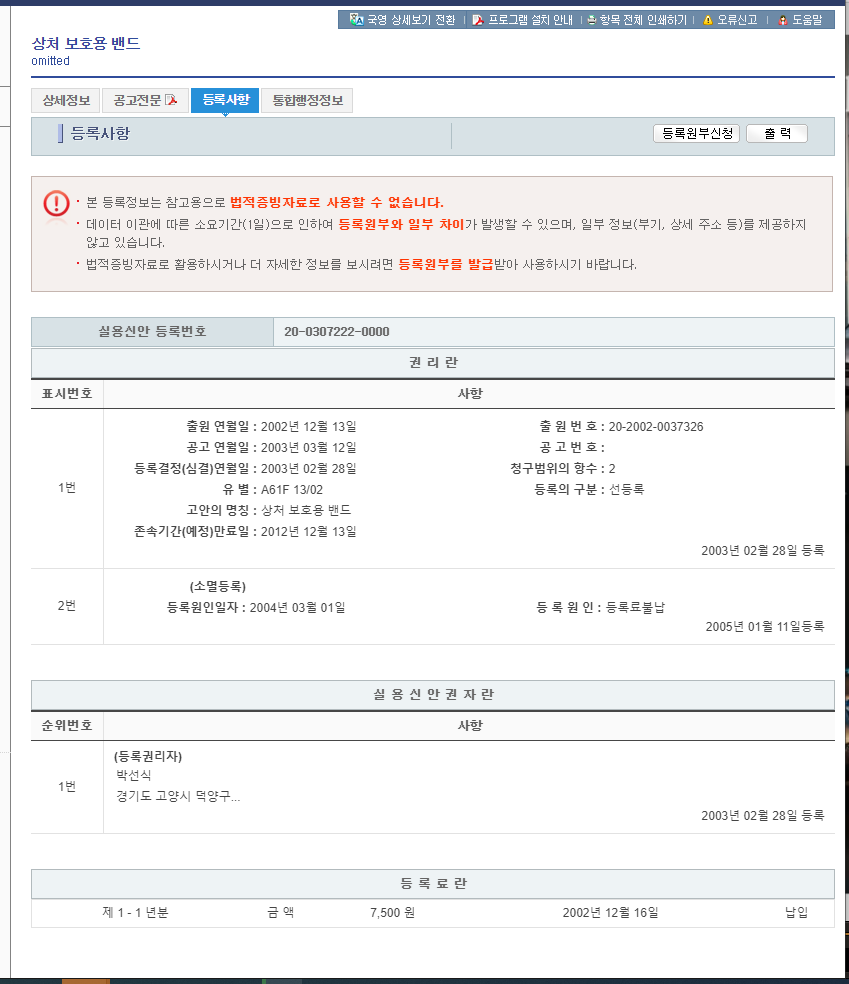 국영 상세보기 전환 | 프로그램 설치 안내 | 항목 전체 인쇄하기 | 오류신고 | 도움말
상처 보호용 밴드
omitted
상세정보 공고전문 등록사항 통합행정정보
등록사항 등록원부신청 출 력
본 등록정보는 참고용으로 법적증빙자료로 사용할 수 없습니다.
데이터 이관에 따른 소요기간(1일)으로 인하여 등록원부와 일부 차이가 발생할 수 있으며, 일부 정보(부기, 상세 주소 등)를 제공하지
않고 있습니다.
법적증빙자료로 활용하시거나 더 자세한 정보를 보시려면 등록원부를 발급받아 사용하시기 바랍니다.
실용신안 등록번호 20-0307222-0000
권 리 란
표시번호 사항
출원 연월일 : 2002년 12월 13일 출 원 번 호 : 20-2002-0037326
공고 연월일 : 2003년 03월 12일 공 고 번 호 :
등록결정(심결)연월일 : 2003년 02월 28일 청구범위의 항수 : 2
1번
유 별 : A61F 13/02 등록의 구분 : 선등록
고안의 명칭 : 상처 보호용 밴드
존속기간(예정)만료일 : 2012년 12월 13일
2003년 02월 28일 등록
(소멸등록)
2번
등록원인일자 : 2004년 03월 01일 등 록 원 인 : 등록료불납
2005년 01월 11일등록
실 용 신 안 권 자 란
순위번호 사항
(등록권리자)
박선식
1번
경기도 고양시 덕양구...
2003년 02월 28일 등록
등 록 료 란
제 1 - 1 년분 금 액 7,500 원 2002년 12월 16일 납입